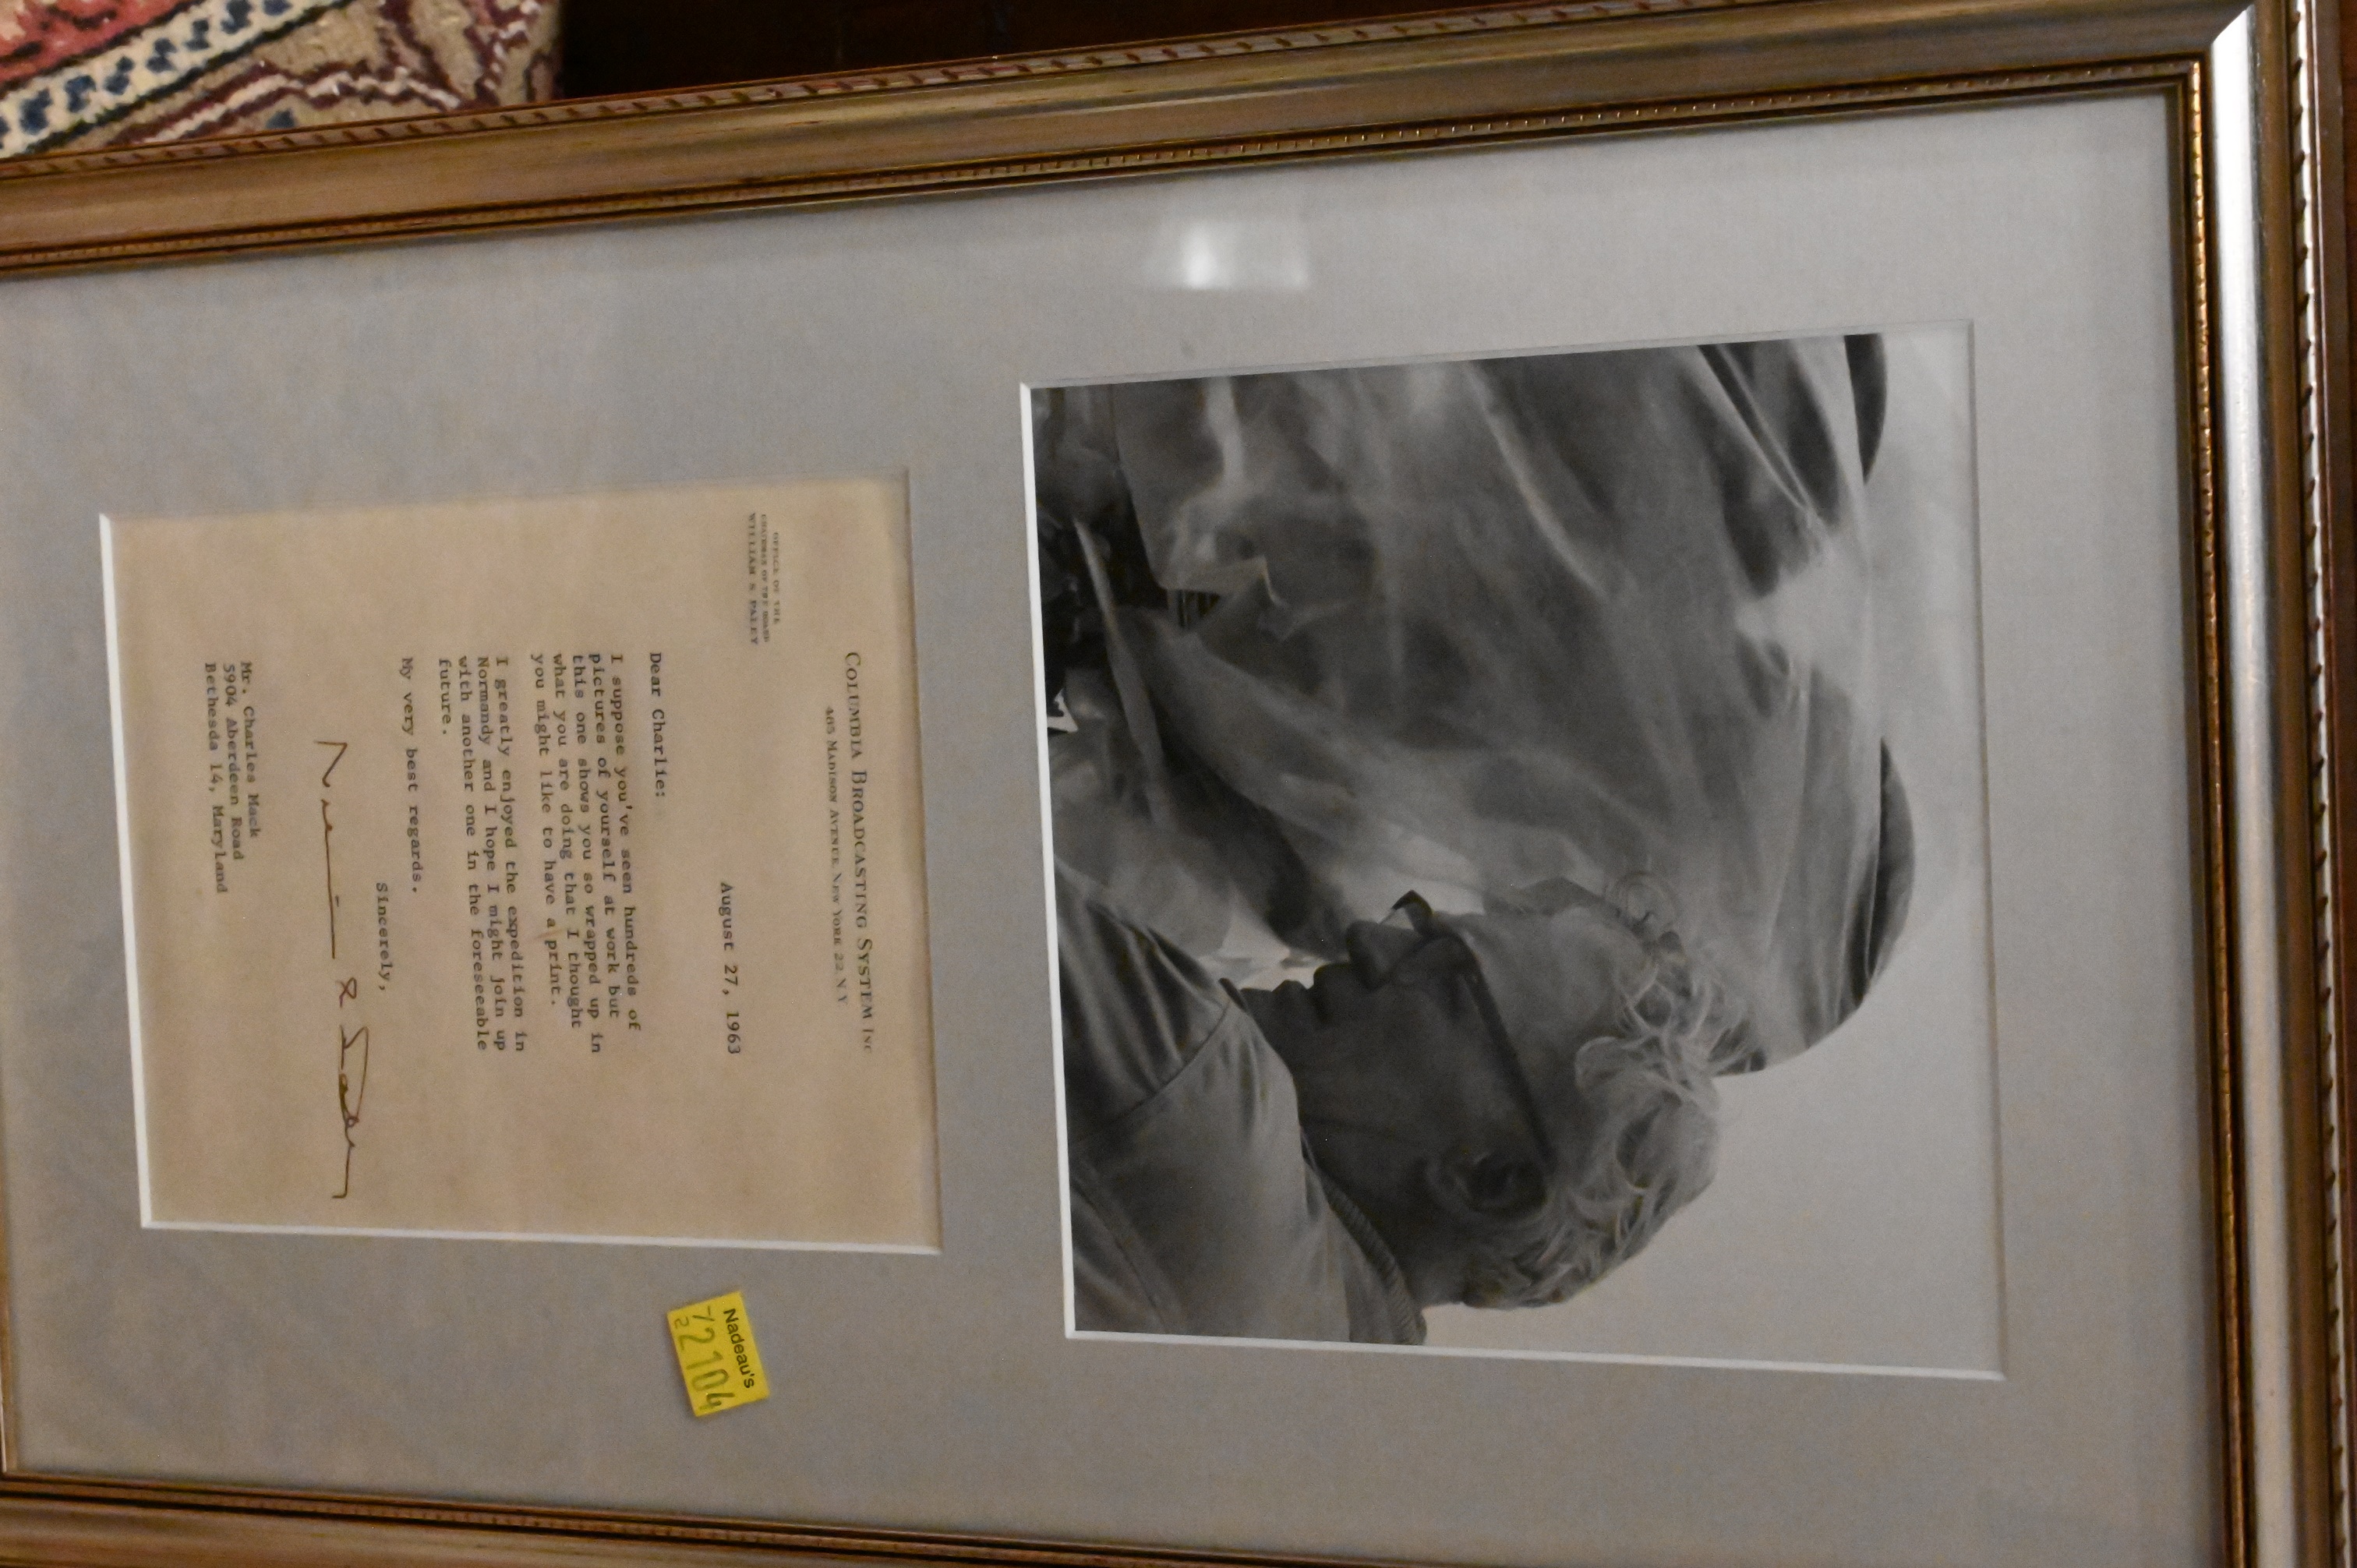 COLUMBIA BROADCASTING SYSTEM INC
485 MADISON AVENUE, NEW YORK 22 NY
OFFICE OF THE
CHAIRMAN OF THE BOARD
WILLIAM S PALEY
August 27, 1963
Dear Charlie:
I suppose you've seen hundreds of
pictures of yourself at work but
this one shows you so wrapped up in
what you are doing that I thought
you might like to have a print.
I greatly enjoyed the expedition in
Normandy and I hope I might join up
with another one in the foreseeable
future.
My very best regards.
Sincerely,
Mr. Charles Mack
5904 Aberdeen Road
Bethesda 14, Maryland
Nadeau's
72104
2